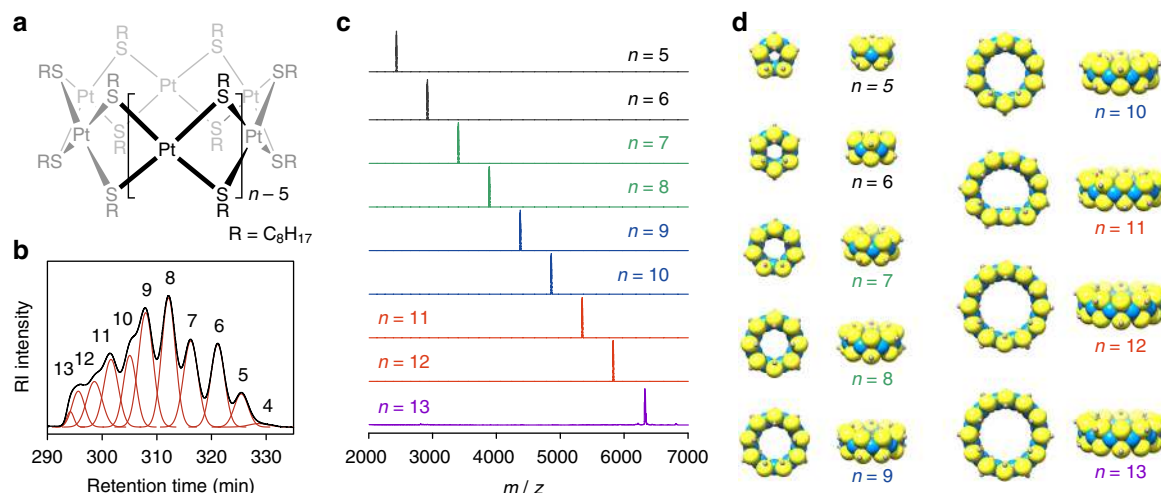 a
R
S
R
S
RS
SR
Pt
R
S
Pt
R
S
Pt
Pt
Pt
S
R
S
R
RS
SR
Pt
S
R
S
R
n – 5
R = C₈H₁₇
b
RI intensity
13
12
11
10
9
8
7
6
5
4
290
300
310
320
330
Retention time (min)
c
n = 5
n = 6
n = 7
n = 8
n = 9
n = 10
n = 11
n = 12
n = 13
2000
3000
4000
5000
6000
7000
m / z
d
n = 5
n = 6
n = 7
n = 8
n = 9
n = 10
n = 11
n = 12
n = 13